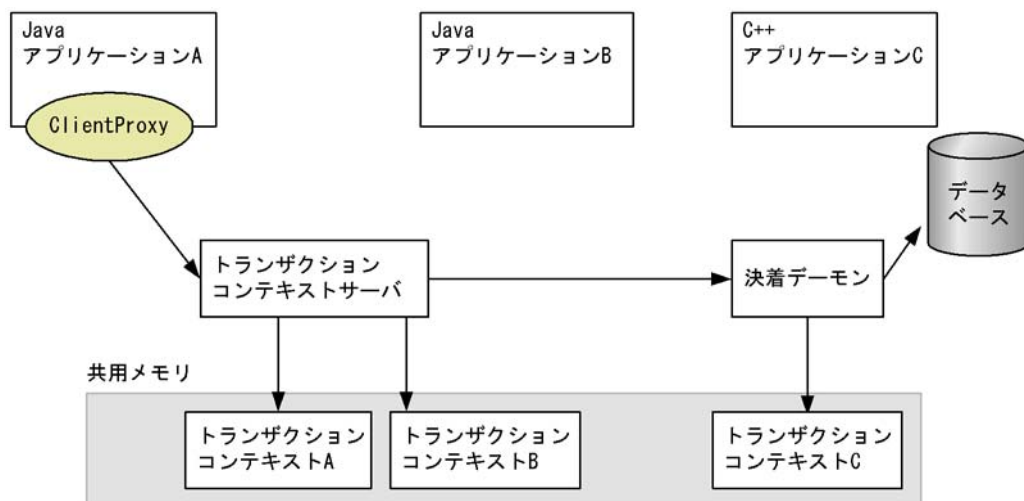 Java
アプリケーションA
ClientProxy
Java
アプリケーションB
C++
アプリケーションC
データ
ベース
トランザクション
コンテキストサーバ
決着デーモン
共用メモリ
トランザクション
コンテキストA
トランザクション
コンテキストB
トランザクション
コンテキストC